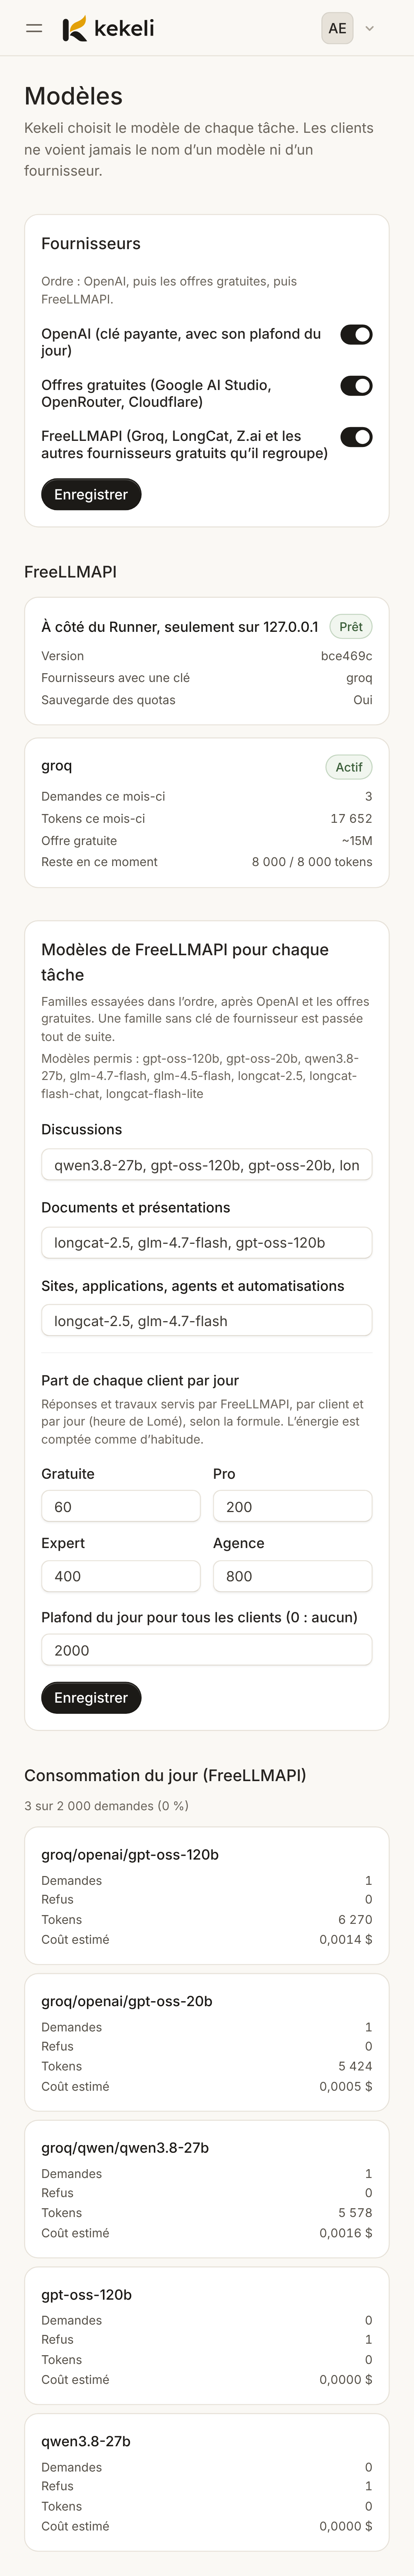 kekeli
AE
Modèles
Kekeli choisit le modèle de chaque tâche. Les clients
ne voient jamais le nom d’un modèle ni d’un
fournisseur.
Fournisseurs
Ordre : OpenAI, puis les offres gratuites, puis
FreeLLMAPI.
OpenAI (clé payante, avec son plafond du
jour)
Offres gratuites (Google AI Studio,
OpenRouter, Cloudflare)
FreeLLMAPI (Groq, LongCat, Z.ai et les
autres fournisseurs gratuits qu’il regroupe)
Enregistrer
FreeLLMAPI
À côté du Runner, seulement sur 127.0.0.1 Prêt
Version bce469c
Fournisseurs avec une clé groq
Sauvegarde des quotas Oui
groq Actif
Demandes ce mois-ci 3
Tokens ce mois-ci 17 652
Offre gratuite ~15M
Reste en ce moment 8 000 / 8 000 tokens
Modèles de FreeLLMAPI pour chaque
tâche
Familles essayées dans l’ordre, après OpenAI et les offres
gratuites. Une famille sans clé de fournisseur est passée
tout de suite.
Modèles permis : gpt-oss-120b, gpt-oss-20b, qwen3.8-
27b, glm-4.7-flash, glm-4.5-flash, longcat-2.5, longcat-
flash-chat, longcat-flash-lite
Discussions
qwen3.8-27b, gpt-oss-120b, gpt-oss-20b, lon
Documents et présentations
longcat-2.5, glm-4.7-flash, gpt-oss-120b
Sites, applications, agents et automatisations
longcat-2.5, glm-4.7-flash
Part de chaque client par jour
Réponses et travaux servis par FreeLLMAPI, par client et
par jour (heure de Lomé), selon la formule. L’énergie est
comptée comme d’habitude.
Gratuite Pro
60 200
Expert Agence
400 800
Plafond du jour pour tous les clients (0 : aucun)
2000
Enregistrer
Consommation du jour (FreeLLMAPI)
3 sur 2 000 demandes (0 %)
groq/openai/gpt-oss-120b
Demandes 1
Refus 0
Tokens 6 270
Coût estimé 0,0014 $
groq/openai/gpt-oss-20b
Demandes 1
Refus 0
Tokens 5 424
Coût estimé 0,0005 $
groq/qwen/qwen3.8-27b
Demandes 1
Refus 0
Tokens 5 578
Coût estimé 0,0016 $
gpt-oss-120b
Demandes 0
Refus 1
Tokens 0
Coût estimé 0,0000 $
qwen3.8-27b
Demandes 0
Refus 1
Tokens 0
Coût estimé 0,0000 $